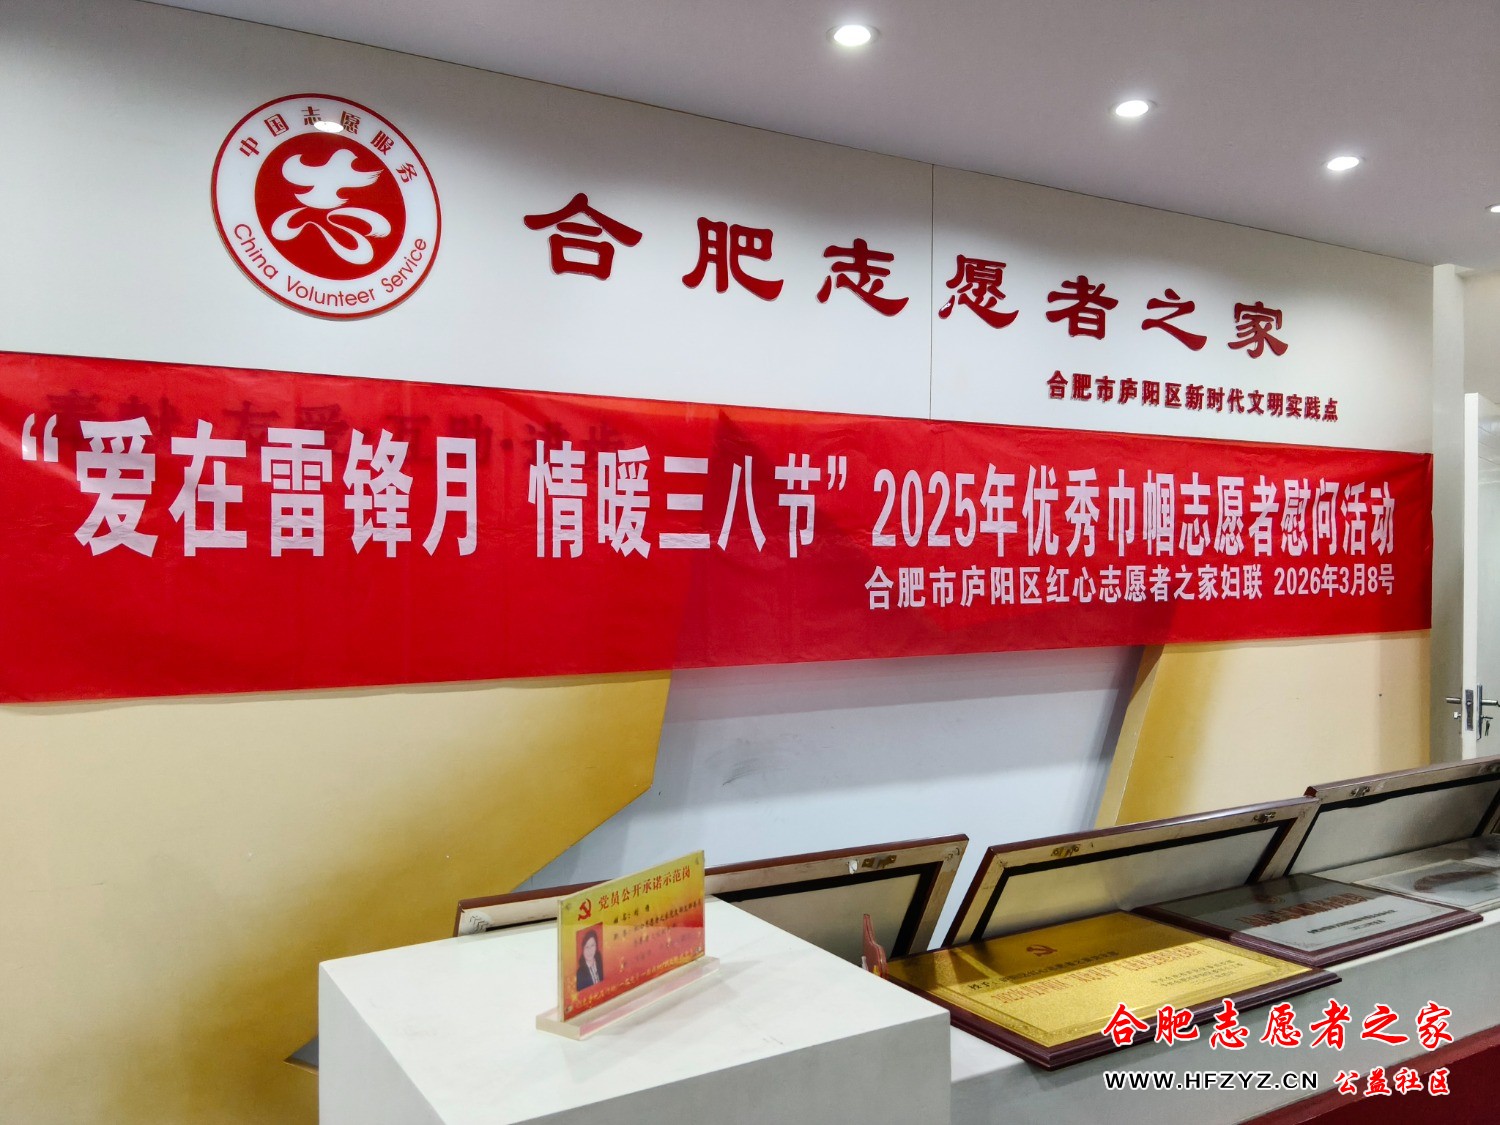 中国志愿服务
China Volunteer Service
合肥志愿者之家
合肥市庐阳区新时代文明实践点
“爱在雷锋月 情暖三八节” 2025年优秀巾帼志愿者慰问活动
合肥市庐阳区红心志愿者之家妇联 2026年3月8号
党员公开承诺示范岗
合肥志愿者之家
WWW.HFZYZ.CN 公益社区